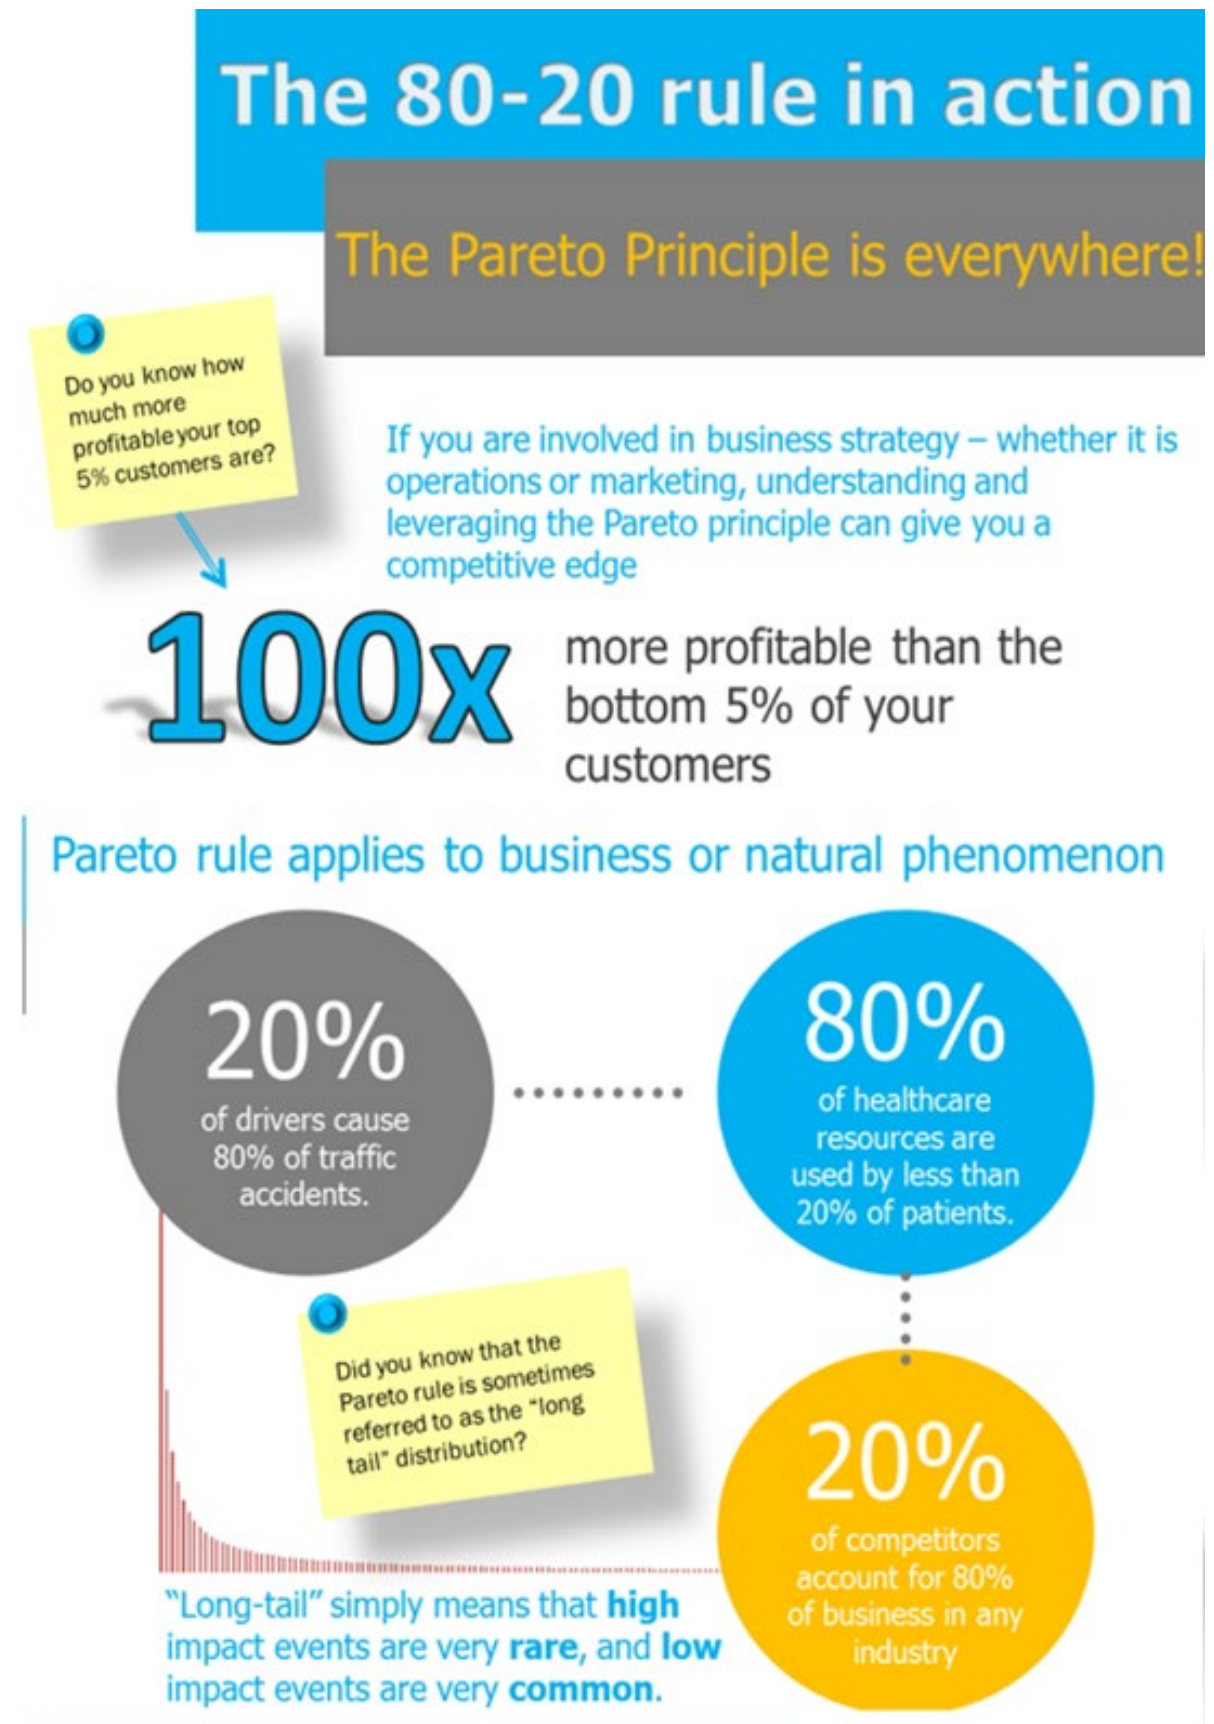 The 80-20 rule in action
The Pareto Principle is everywhere!
Do you know how
much more
profitable your top
5% customers are?
If you are involved in business strategy – whether it is
operations or marketing, understanding and
leveraging the Pareto principle can give you a
competitive edge
100x
more profitable than the
bottom 5% of your
customers
Pareto rule applies to business or natural phenomenon
20%
of drivers cause
80% of traffic
accidents.
80%
of healthcare
resources are
used by less than
20% of patients.
Did you know that the
Pareto rule is sometimes
referred to as the "long
tail" distribution?
20%
of competitors
account for 80%
of business in any
industry
"Long-tail" simply means that high
impact events are very rare, and low
impact events are very common.